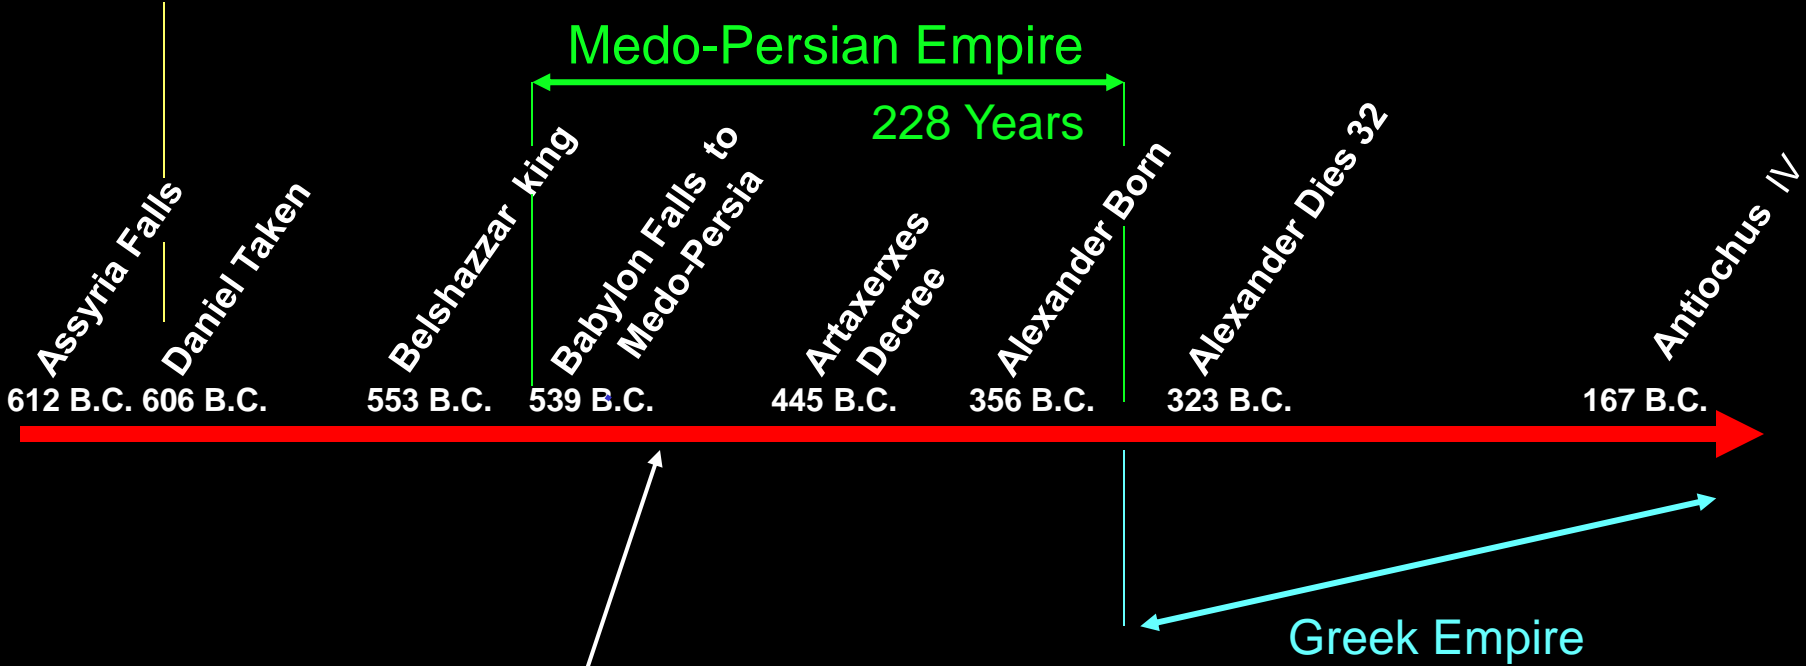 Medo-Persian Empire
228 Years
Assyria Falls
Daniel Taken
Belshazzar king
Babylon Falls to
Medo-Persia
Artaxerxes
Decree
Alexander Born
Alexander Dies 32
Antiochus IV
612 B.C. 606 B.C. 553 B.C. 539 B.C. 445 B.C. 356 B.C. 323 B.C. 167 B.C.
Greek Empire